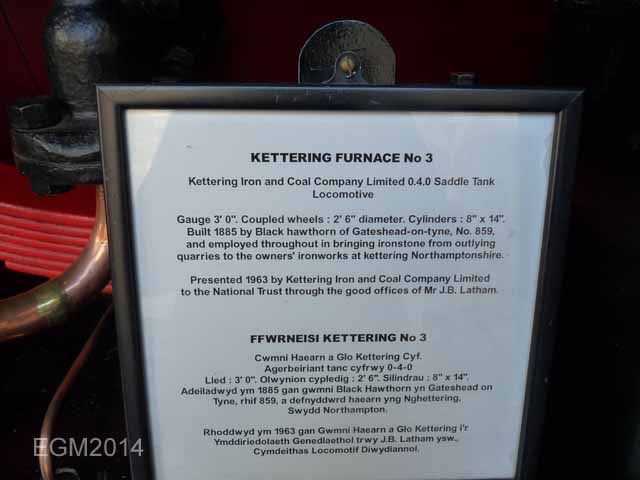 KETTERING FURNACE No 3
Kettering Iron and Coal Company Limited 0.4.0 Saddle Tank
Locomotive
Gauge 3' 0". Coupled wheels : 2' 6" diameter. Cylinders : 8" x 14".
Built 1885 by Black hawthorn of Gateshead-on-tyne, No. 859,
and employed throughout in bringing ironstone from outlying
quarries to the owners' ironworks at kettering Northamptonshire.
Presented 1963 by Kettering Iron and Coal Company Limited
to the National Trust through the good offices of Mr J.B. Latham.
FFWRNEISI KETTERING No 3
Cwmni Haearn a Glo Kettering Cyf.
Agerbeiriant tanc cyfrwy 0-4-0
Lled : 3' 0". Olwynion cypledig : 2' 6". Silindrau : 8" x 14".
Adeiladwyd ym 1885 gan gwmni Black Hawthorn yn Gateshead on
Tyne, rhif 859, a defnyddwrd haearn yng Nghettering,
Swydd Northampton.
Rhoddwyd ym 1963 gan Gwmni Haearn a Glo Kettering i'r
Ymddiriedolaeth Genedlaethol trwy J.B. Latham ysw.,
Cymdeithas Locomotif Diwydiannol.
EGM2014